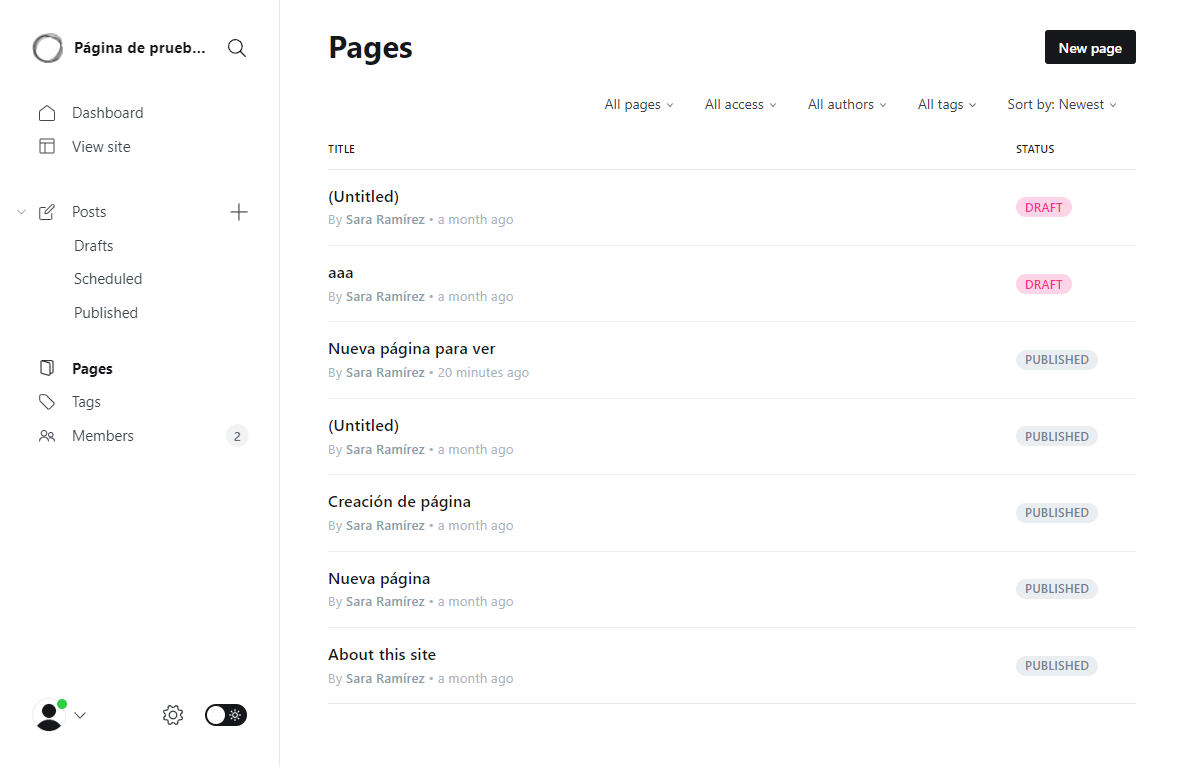 Página de prueb...
Dashboard
View site
Posts
Drafts
Scheduled
Published
Pages
Tags
Members
2
Pages
New page
All pages
All access
All authors
All tags
Sort by: Newest
TITLE
STATUS
(Untitled)
By Sara Ramírez • a month ago
DRAFT
aaa
By Sara Ramírez • a month ago
DRAFT
Nueva página para ver
By Sara Ramírez • 20 minutes ago
PUBLISHED
(Untitled)
By Sara Ramírez • a month ago
PUBLISHED
Creación de página
By Sara Ramírez • a month ago
PUBLISHED
Nueva página
By Sara Ramírez • a month ago
PUBLISHED
About this site
By Sara Ramírez • a month ago
PUBLISHED